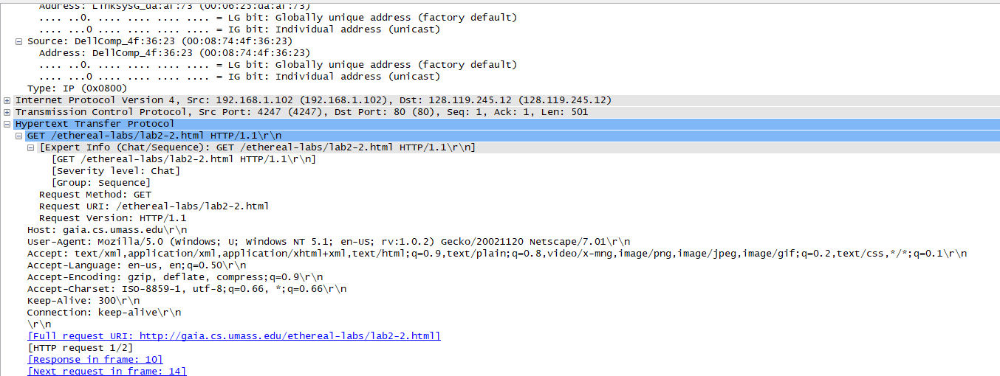 Address: LinksysG_da:af:73 (00:06:25:da:af:73)
.... ..0. .... .... .... .... = LG bit: Globally unique address (factory default)
.... ...0 .... .... .... .... = IG bit: Individual address (unicast)
Source: DellComp_4f:36:23 (00:08:74:4f:36:23)
Address: DellComp_4f:36:23 (00:08:74:4f:36:23)
.... ..0. .... .... .... .... = LG bit: Globally unique address (factory default)
.... ...0 .... .... .... .... = IG bit: Individual address (unicast)
Type: IP (0x0800)
Internet Protocol Version 4, Src: 192.168.1.102 (192.168.1.102), Dst: 128.119.245.12 (128.119.245.12)
Transmission Control Protocol, Src Port: 4247 (4247), Dst Port: 80 (80), Seq: 1, Ack: 1, Len: 501
Hypertext Transfer Protocol
GET /ethereal-labs/lab2-2.html HTTP/1.1\r\n
[Expert Info (Chat/Sequence): GET /ethereal-labs/lab2-2.html HTTP/1.1\r\n]
[GET /ethereal-labs/lab2-2.html HTTP/1.1\r\n]
[Severity level: Chat]
[Group: Sequence]
Request Method: GET
Request URI: /ethereal-labs/lab2-2.html
Request Version: HTTP/1.1
Host: gaia.cs.umass.edu\r\n
User-Agent: Mozilla/5.0 (Windows; U; Windows NT 5.1; en-US; rv:1.0.2) Gecko/20021120 Netscape/7.01\r\n
Accept: text/xml,application/xml,application/xhtml+xml,text/html;q=0.9,text/plain;q=0.8,video/x-mng,image/png,image/jpeg,image/gif;q=0.2,text/css,*/*;q=0.1\r\n
Accept-Language: en-us, en;q=0.50\r\n
Accept-Encoding: gzip, deflate, compress;q=0.9\r\n
Accept-Charset: ISO-8859-1, utf-8;q=0.66, *;q=0.66\r\n
Keep-Alive: 300\r\n
Connection: keep-alive\r\n
\r\n
[Full request URI: http://gaia.cs.umass.edu/ethereal-labs/lab2-2.html]
[HTTP request 1/2]
[Response in frame: 10]
[Next request in frame: 14]